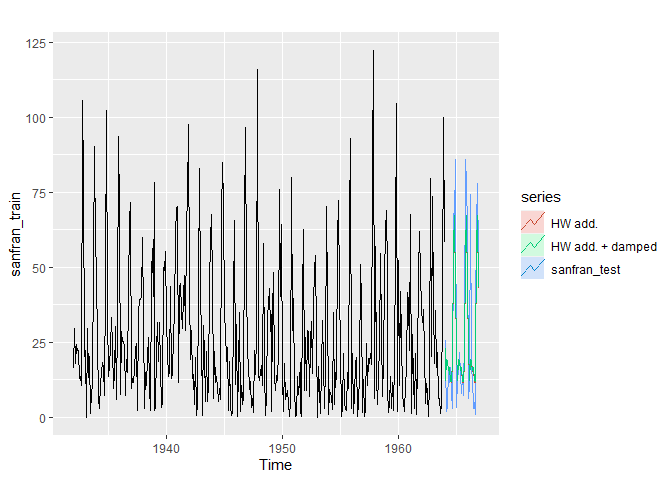 125
100
75
50
25
0
sanfran_train
1940
1950
1960
Time
series
HW add.
HW add. + damped
sanfran_test